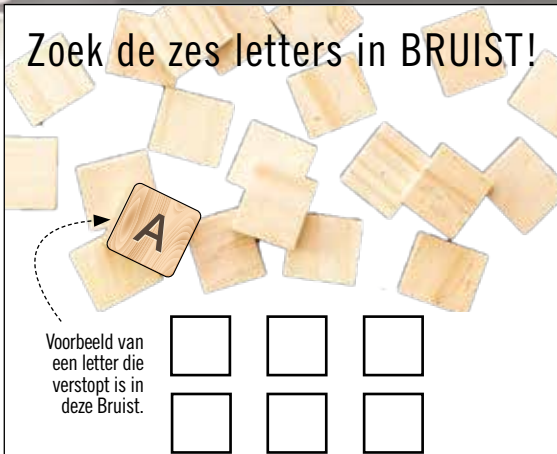 Zoek de zes letters in BRUIST!
A
Voorbeeld van
een letter die
verstopt is in
deze Bruist.